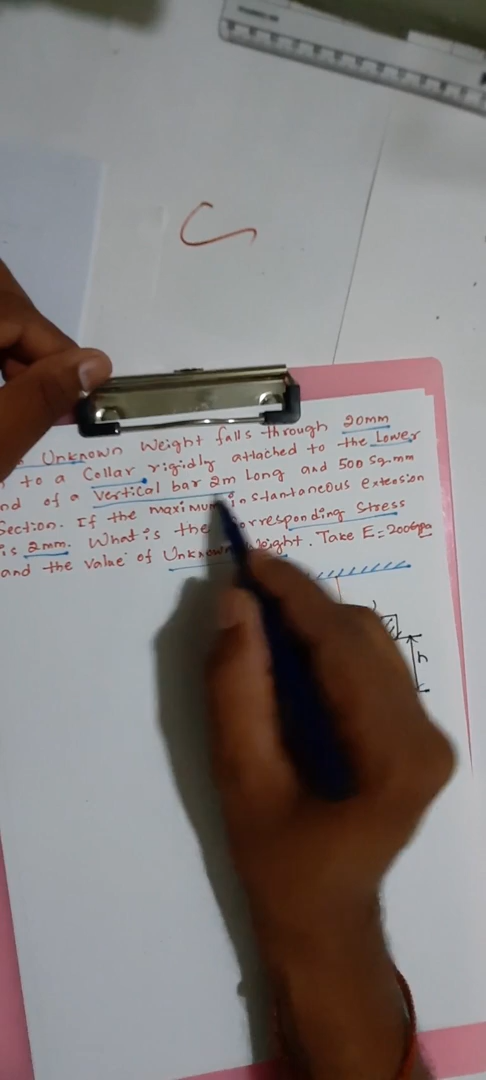 Unknown Weight falls through 20mm
to a Collar rigidly attached to the Lower
nd of a Vertical bar 2m Long and 500 Sq.mm
Section. If the maximum instantaneous extension
is 2mm. What is the corresponding Stress
and the value of Unknown Weight. Take E=200Gpa
h